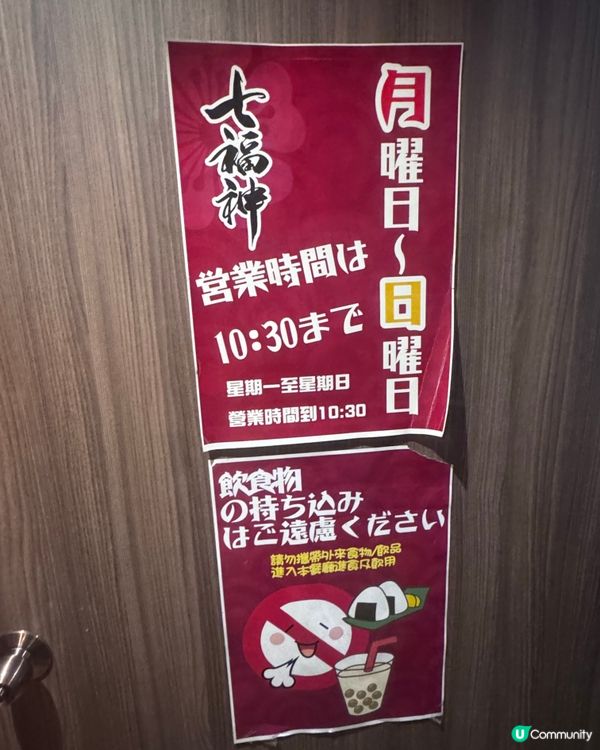 月曜日～日曜日
七福神
営業時間は
10:30まで
星期一至星期日
營業時間到10:30
飲食物
の持ち込み
はご遠慮ください
請勿攜帶外來食物/飲品
進入本餐廳進食及飲用
U Community